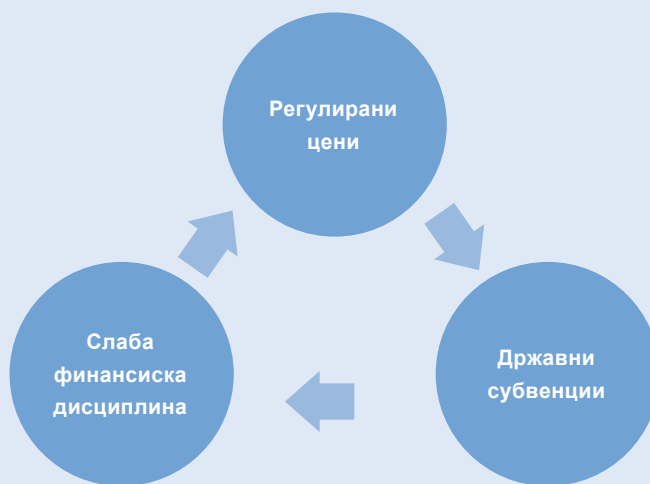 Регулирани
цени
Државни
субвенции
Слаба
финансиска
дисциплина